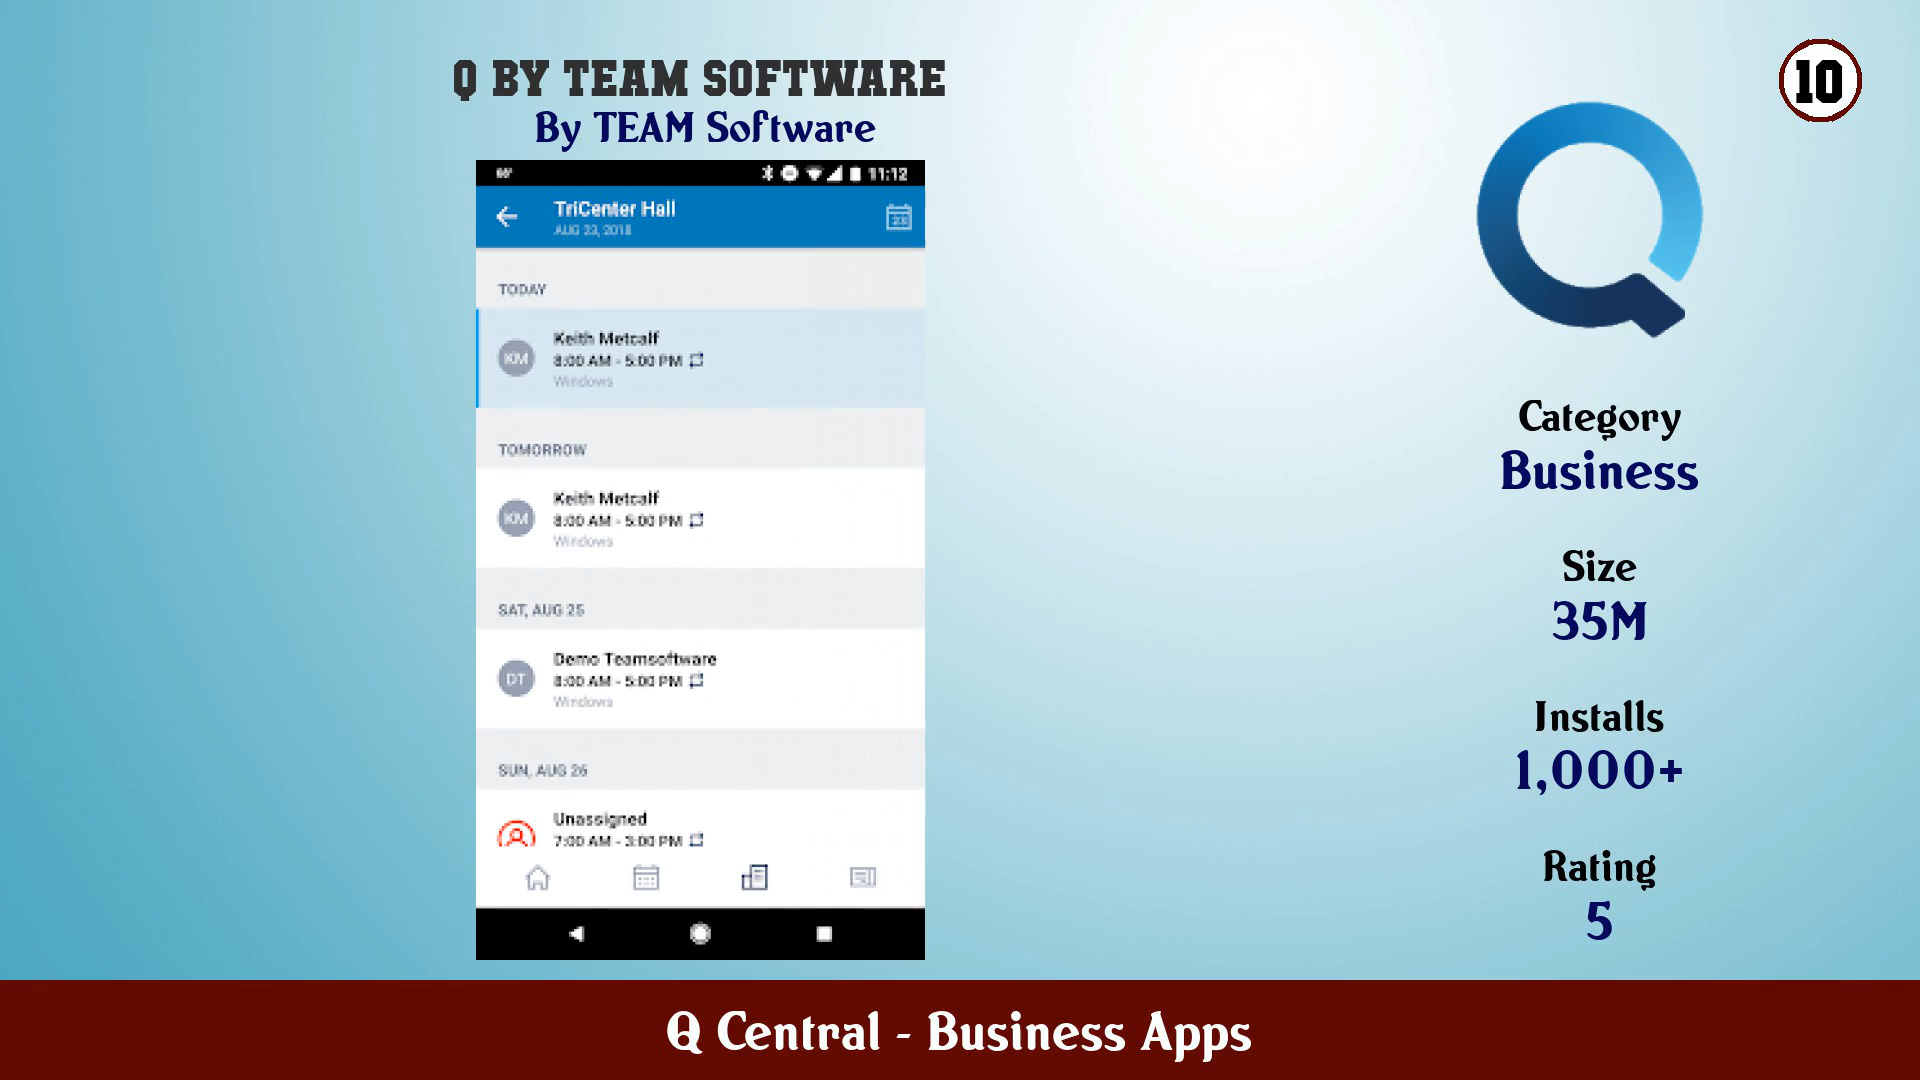 Q BY TEAM SOFTWARE
By TEAM Software
10
11:12
TriCenter Hall
AUG 23, 2018
TODAY
KM
Keith Metcalf
8:00 AM - 5:00 PM
Windows
TOMORROW
KM
Keith Metcalf
8:00 AM - 5:00 PM
Windows
SAT, AUG 25
DT
Demo Teamsoftware
8:00 AM - 5:00 PM
Windows
SUN, AUG 26
Unassigned
7:00 AM - 3:00 PM
Category
Business
Size
35M
Installs
1,000+
Rating
5
Q Central - Business Apps